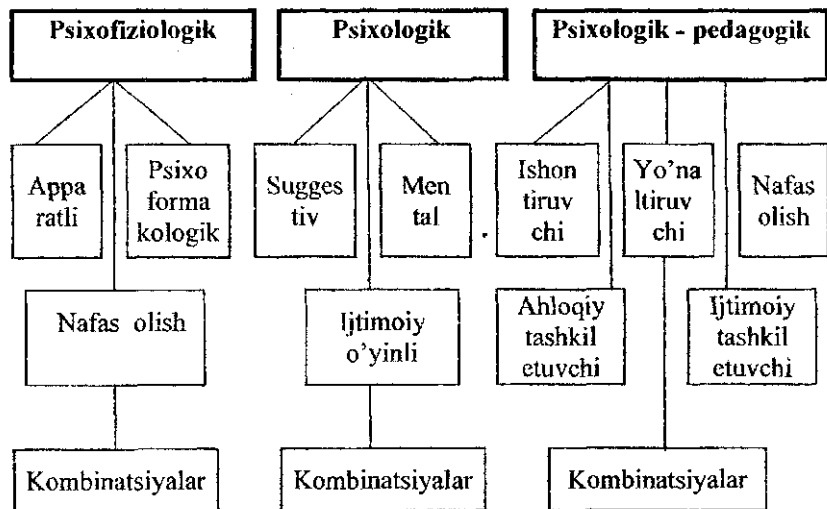 Psixofiziologik
Psixologik
Psixologik - pedagogik
Appa
ratli
Psixo
forma
kologik
Sugges
tiv
Men
tal
Ishon
tiruv
chi
Yo'na
ltiruv
chi
Nafas
olish
Nafas olish
Ijtimoiy
o'yinli
Ahloqiy
tashkil
etuvchi
Ijtimoiy
tashkil
etuvchi
Kombinatsiyalar
Kombinatsiyalar
Kombinatsiyalar